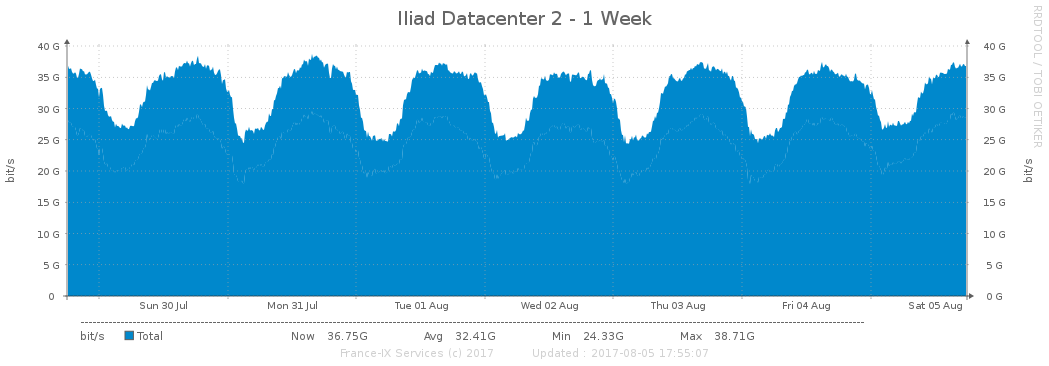 Iliad Datacenter 2 - 1 Week
RRDTOOL / TOBI OETIKER
bit/s
40 G 40 G
35 G 35 G
30 G 30 G
25 G 25 G
20 G 20 G
15 G 15 G
10 G 10 G
5 G 5 G
0 0 G
bit/s
Sun 30 Jul Mon 31 Jul Tue 01 Aug Wed 02 Aug Thu 03 Aug Fri 04 Aug Sat 05 Aug
bit/s Total Now 36.75G Avg 32.41G Min 24.33G Max 38.71G
France-IX Services (c) 2017 Updated : 2017-08-05 17:55:07